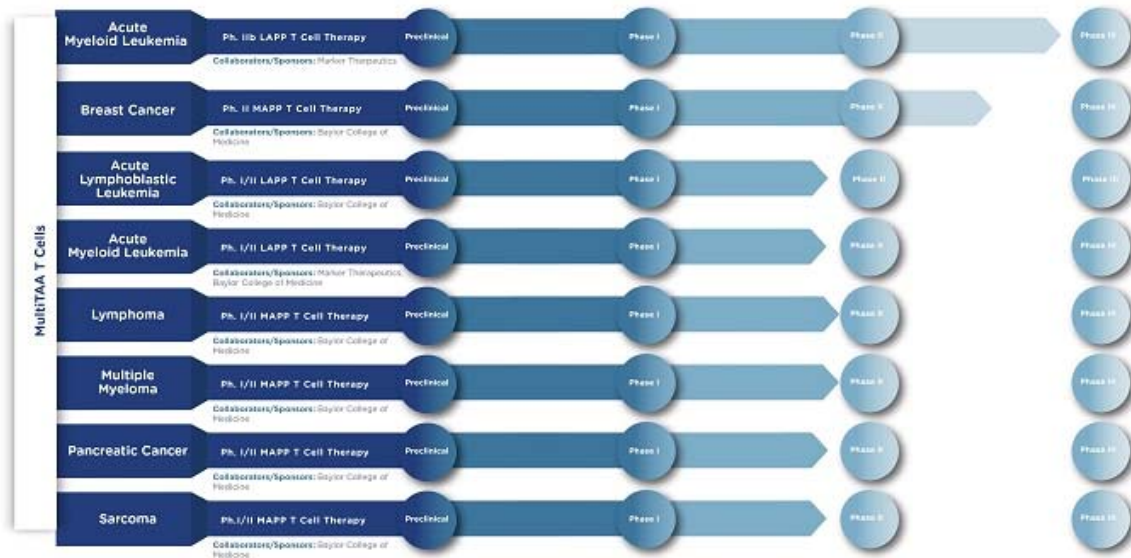 MultiTAA T Cells
Acute
Myeloid Leukemia
Ph. IIb LAPP T Cell Therapy
Preclinical
Phase I
Phase II
Phase III
Collaborators/Sponsors: Marker Therapeutics
Breast Cancer
Ph. II MAPP T Cell Therapy
Preclinical
Phase I
Phase II
Phase III
Collaborators/Sponsors: Baylor College of
Medicine
Acute
Lymphoblastic
Leukemia
Ph. I/II LAPP T Cell Therapy
Preclinical
Phase I
Phase II
Phase III
Collaborators/Sponsors: Baylor College of
Medicine
Acute
Myeloid Leukemia
Ph. I/II LAPP T Cell Therapy
Preclinical
Phase I
Phase II
Phase III
Collaborators/Sponsors: Marker Therapeutics,
Baylor College of Medicine
Lymphoma
Ph. I/II MAPP T Cell Therapy
Preclinical
Phase I
Phase II
Phase III
Collaborators/Sponsors: Baylor College of
Medicine
Multiple
Myeloma
Ph. I/II MAPP T Cell Therapy
Preclinical
Phase I
Phase II
Phase III
Collaborators/Sponsors: Baylor College of
Medicine
Pancreatic Cancer
Ph. I/II MAPP T Cell Therapy
Preclinical
Phase I
Phase II
Phase III
Collaborators/Sponsors: Baylor College of
Medicine
Sarcoma
Ph.I/II MAPP T Cell Therapy
Preclinical
Phase I
Phase II
Phase III
Collaborators/Sponsors: Baylor College of
Medicine